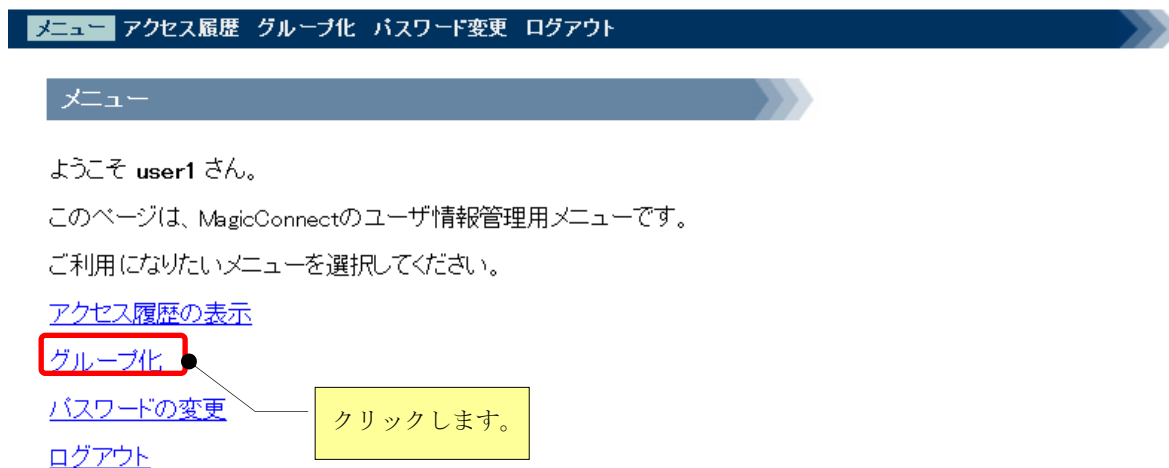 メニュー アクセス履歴 グループ化 パスワード変更 ログアウト
メニュー
ようこそ user1 さん。
このページは、MagicConnectのユーザ情報管理用メニューです。
ご利用になりたいメニューを選択してください。
アクセス履歴の表示
グループ化
パスワードの変更
クリックします。
ログアウト